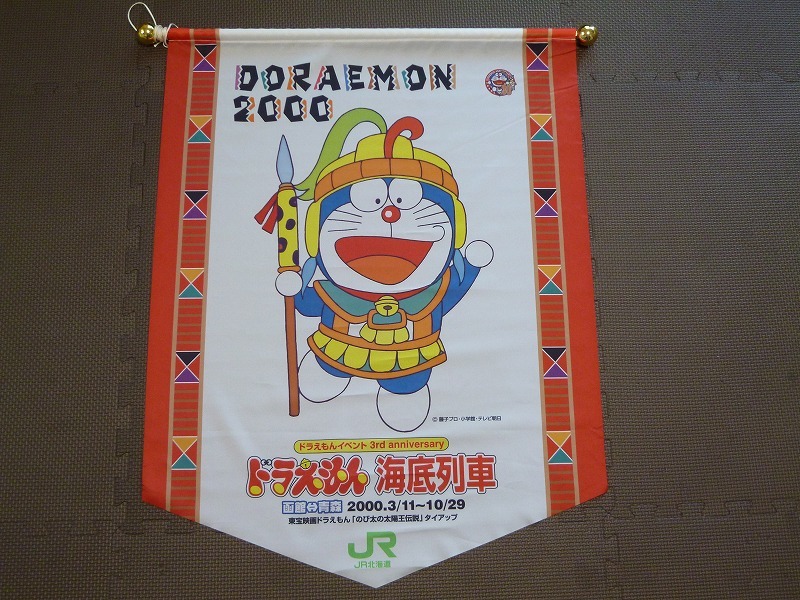 DORAEMON
2000
© 藤子プロ・小学館・テレビ朝日
ドラえもんイベント 3rd anniversary
ドラえもん 海底列車
函館⇔青森 2000.3/11~10/29
東宝映画ドラえもん「のび太の太陽王伝説」タイアップ
JR
JR北海道